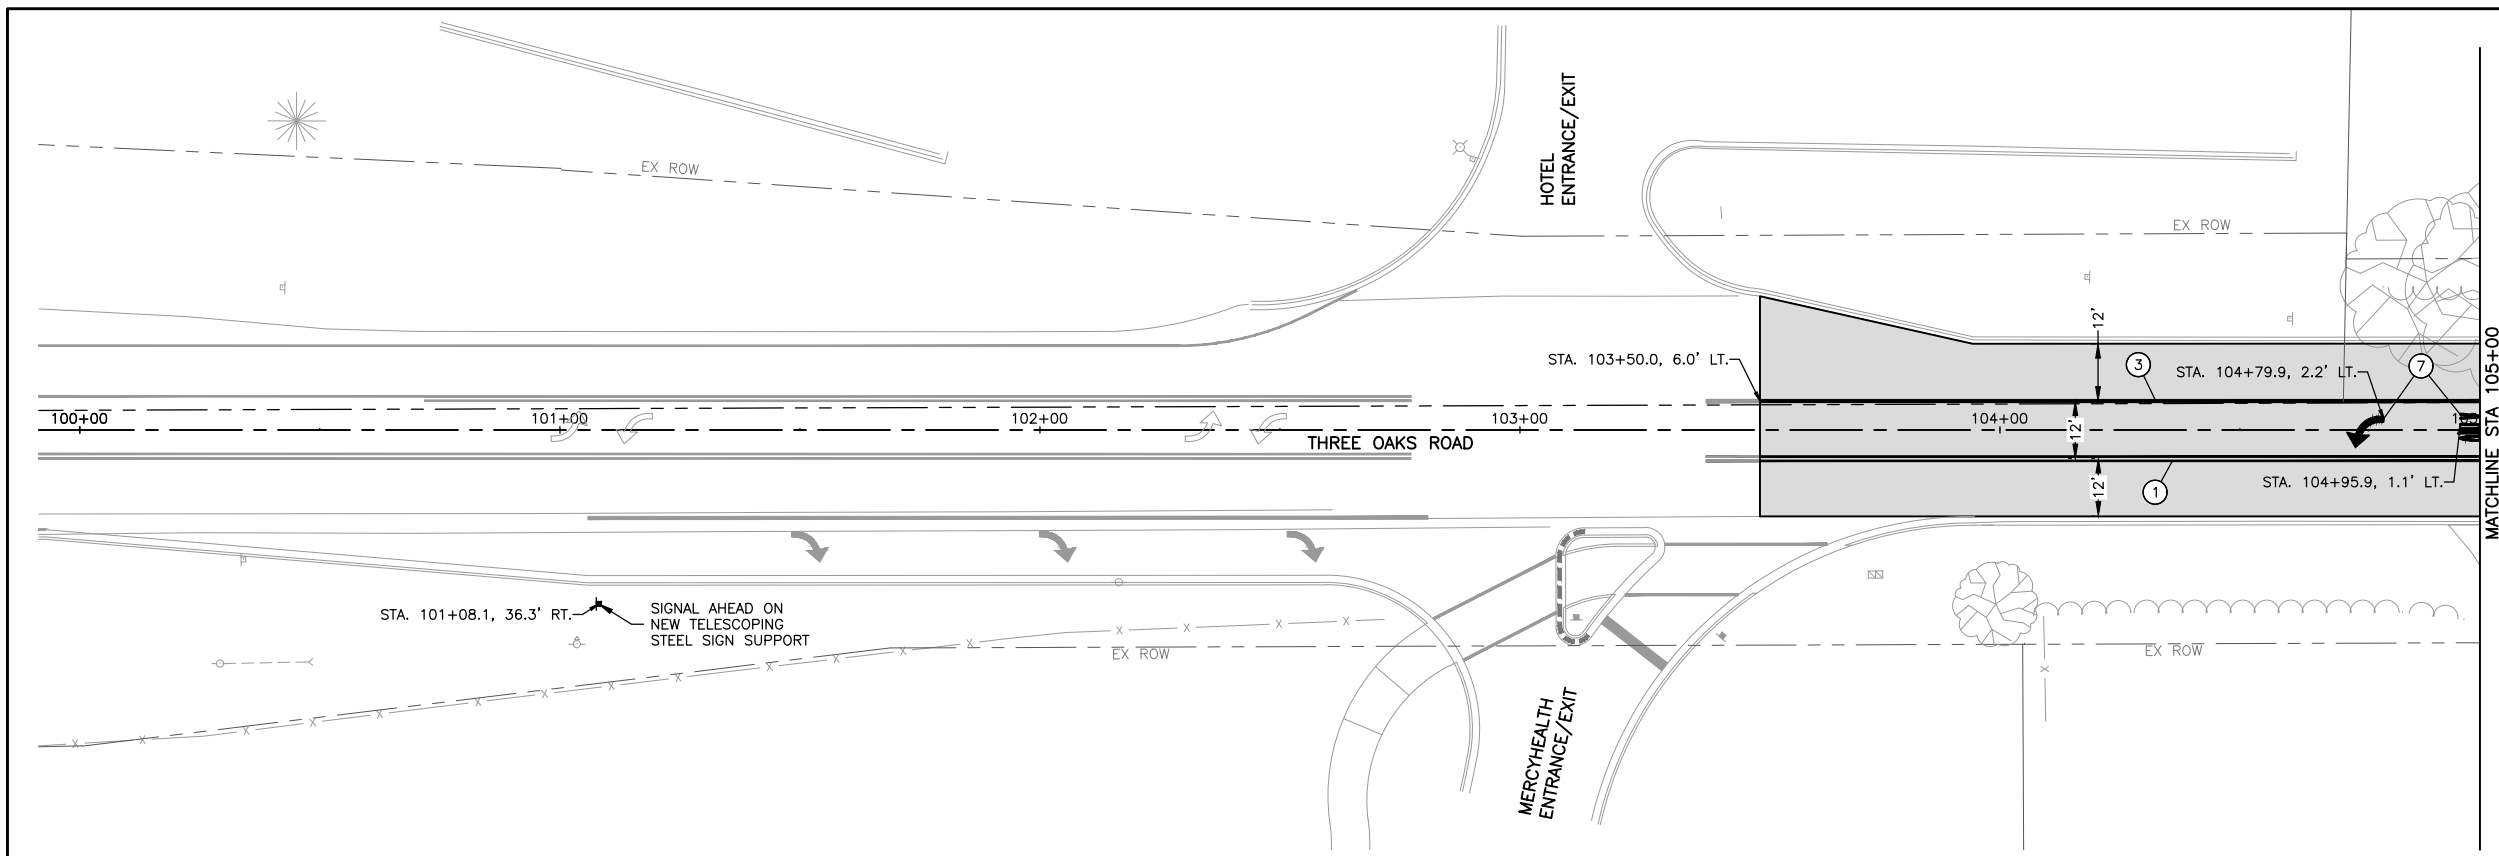 HOTEL
ENTRANCE/EXIT
EX ROW
EX ROW
12'
STA. 103+50.0, 6.0' LT.
3
STA. 104+79.9, 2.2' LT.
7
100+00
101+00
102+00
103+00
104+00
THREE OAKS ROAD
12'
12'
1
STA. 104+95.9, 1.1' LT.
MATCHLINE STA 105+00
STA. 101+08.1, 36.3' RT.
SIGNAL AHEAD ON
NEW TELESCOPING
STEEL SIGN SUPPORT
EX ROW
EX ROW
MERCYHEALTH
ENTRANCE/EXIT